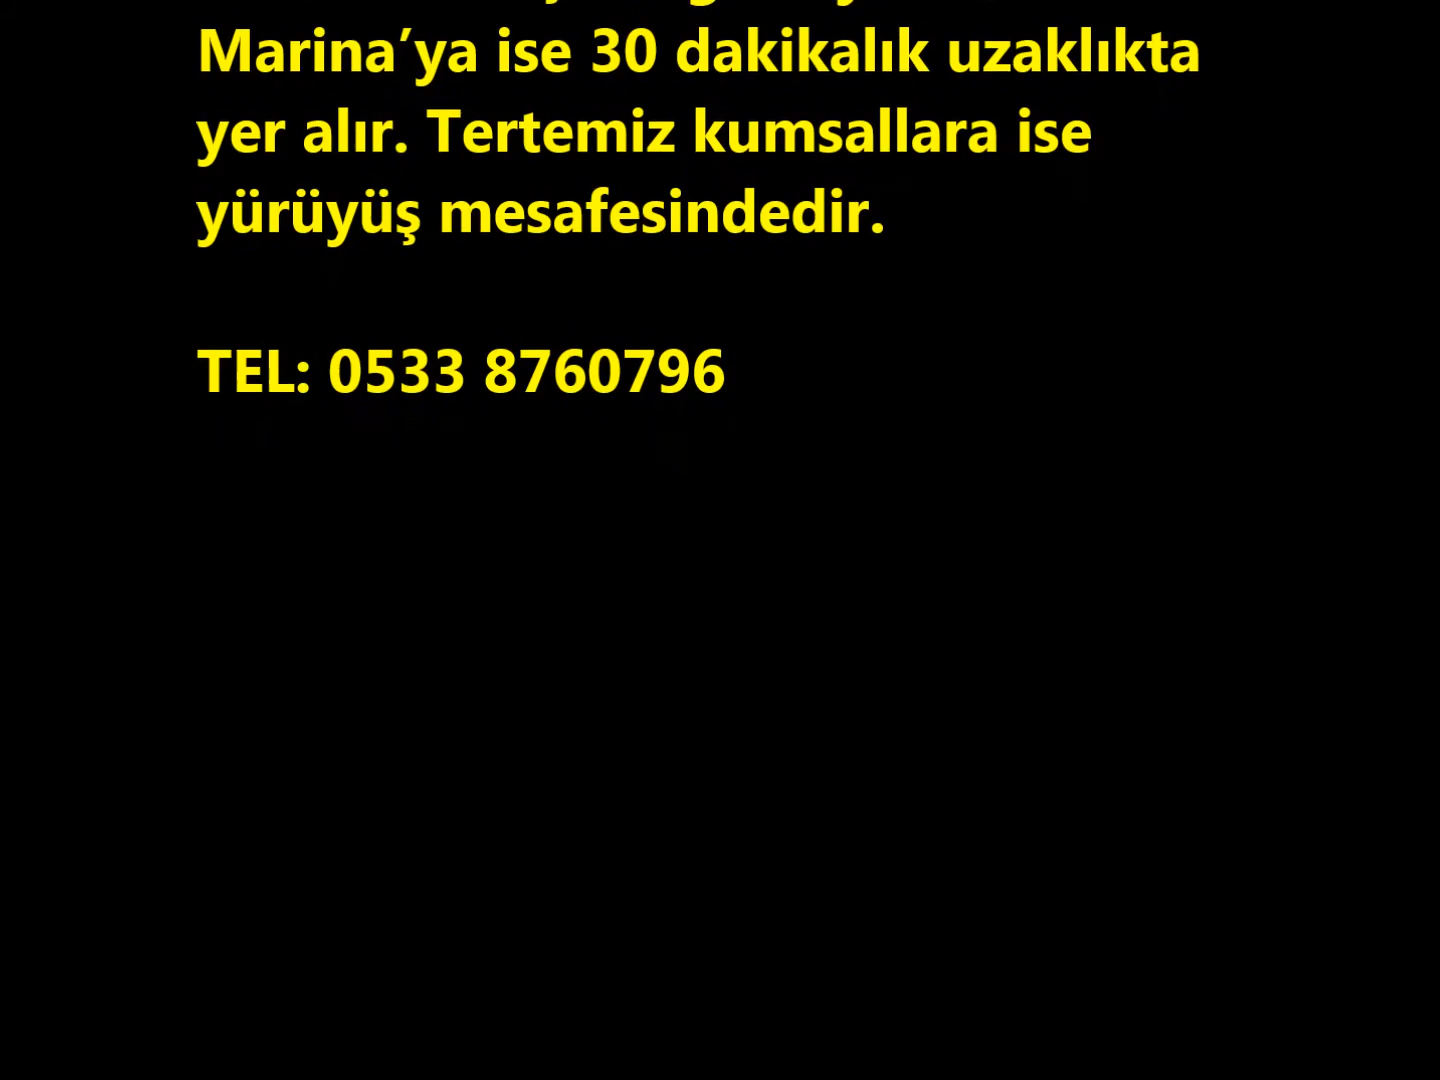 Marina’ya ise 30 dakikalık uzaklıkta
yer alır. Tertemiz kumsallara ise
yürüyüş mesafesindedir.
TEL: 0533 8760796